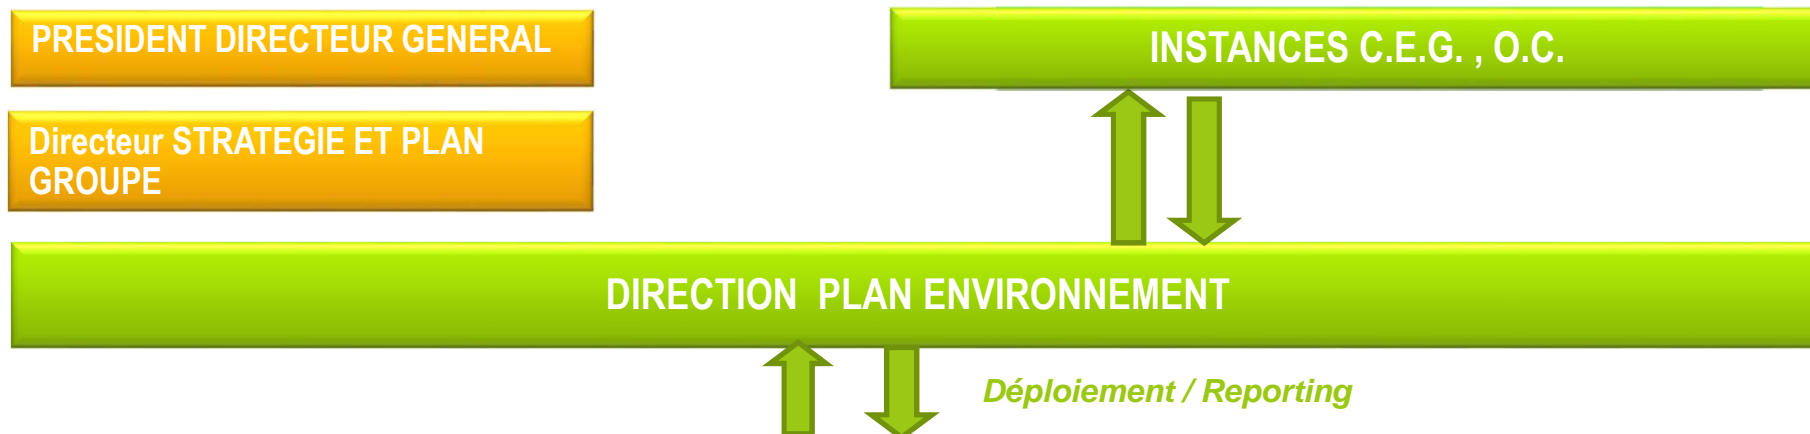 PRESIDENT DIRECTEUR GENERAL
INSTANCES C.E.G. , O.C.
Directeur STRATEGIE ET PLAN
GROUPE
DIRECTION PLAN ENVIRONNEMENT
Déploiement / Reporting